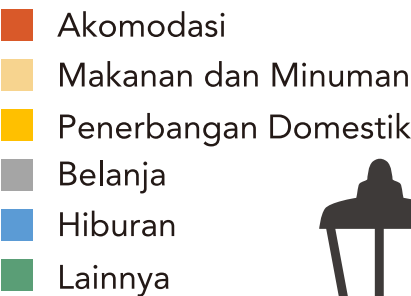 Akomodasi
Makanan dan Minuman
Penerbangan Domestik
Belanja
Hiburan
Lainnya